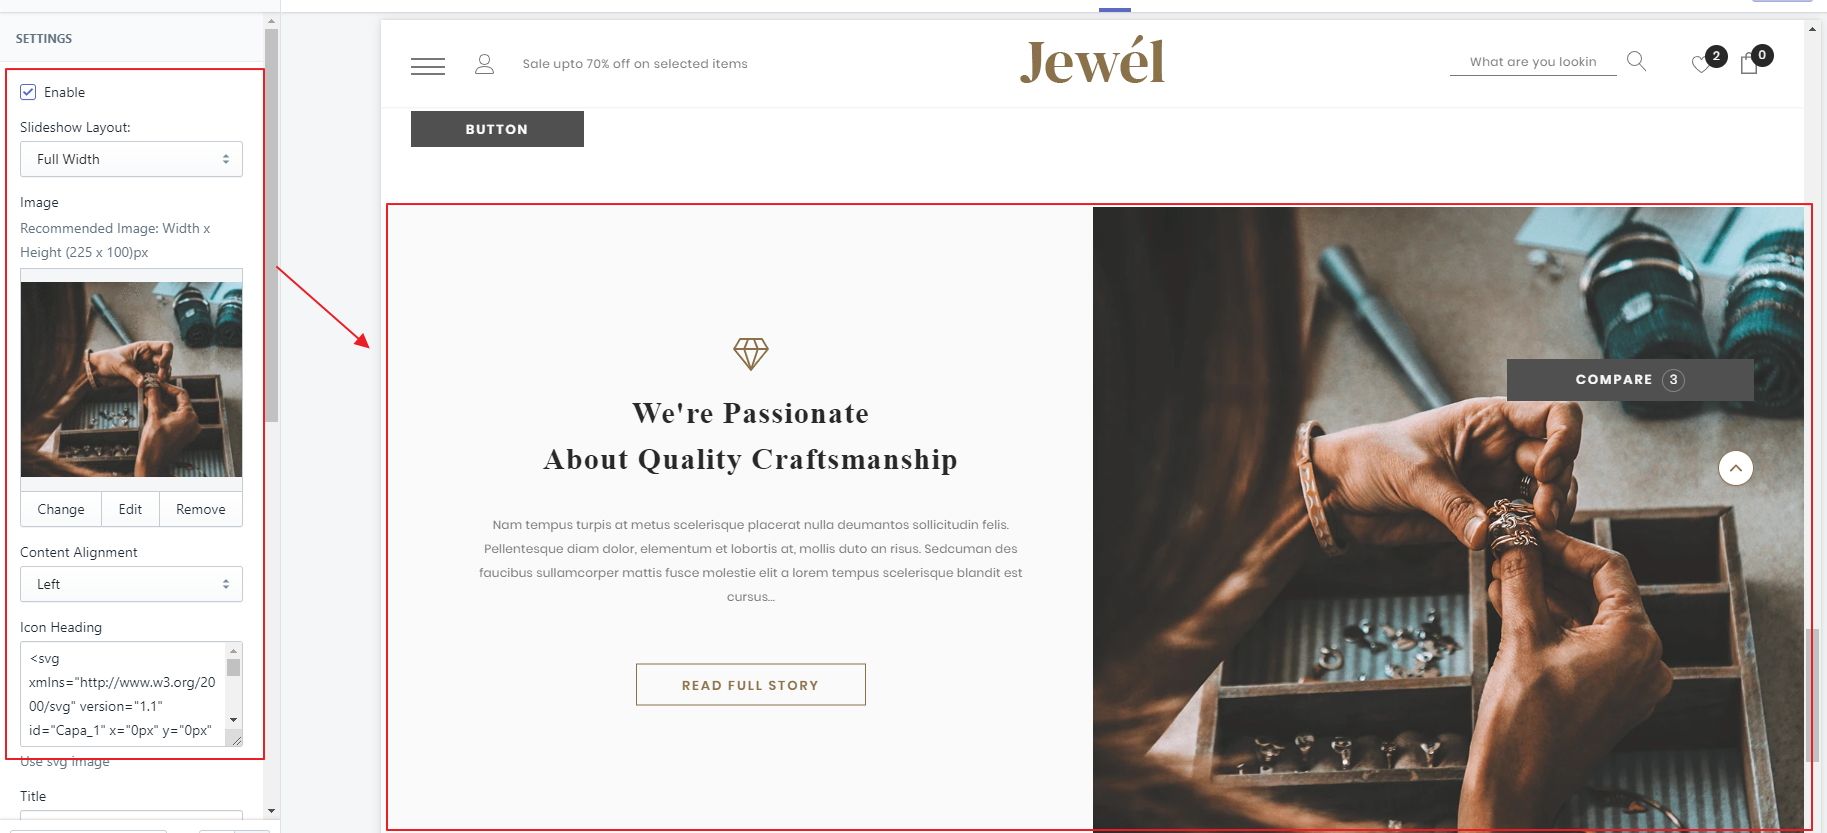 SETTINGS
Enable
Slideshow Layout:
Full Width
Image
Recommended Image: Width x
Height (225 x 100)px
Change
Edit
Remove
Content Alignment
Left
Icon Heading
<svg
xmlns="http://www.w3.org/20
00/svg" version="1.1"
id="Capa_1" x="0px" y="0px"
Use svg image
Title
Sale upto 70% off on selected items
Jewél
What are you lookin
2
0
BUTTON
We're Passionate
About Quality Craftsmanship
Nam tempus turpis at metus scelerisque placerat nulla deumantos sollicitudin felis.
Pellentesque diam dolor, elementum et lobortis at, mollis duto an risus. Sedcuman des
faucibus sullamcorper mattis fusce molestie elit a lorem tempus scelerisque blandit est
cursus...
READ FULL STORY
COMPARE 3